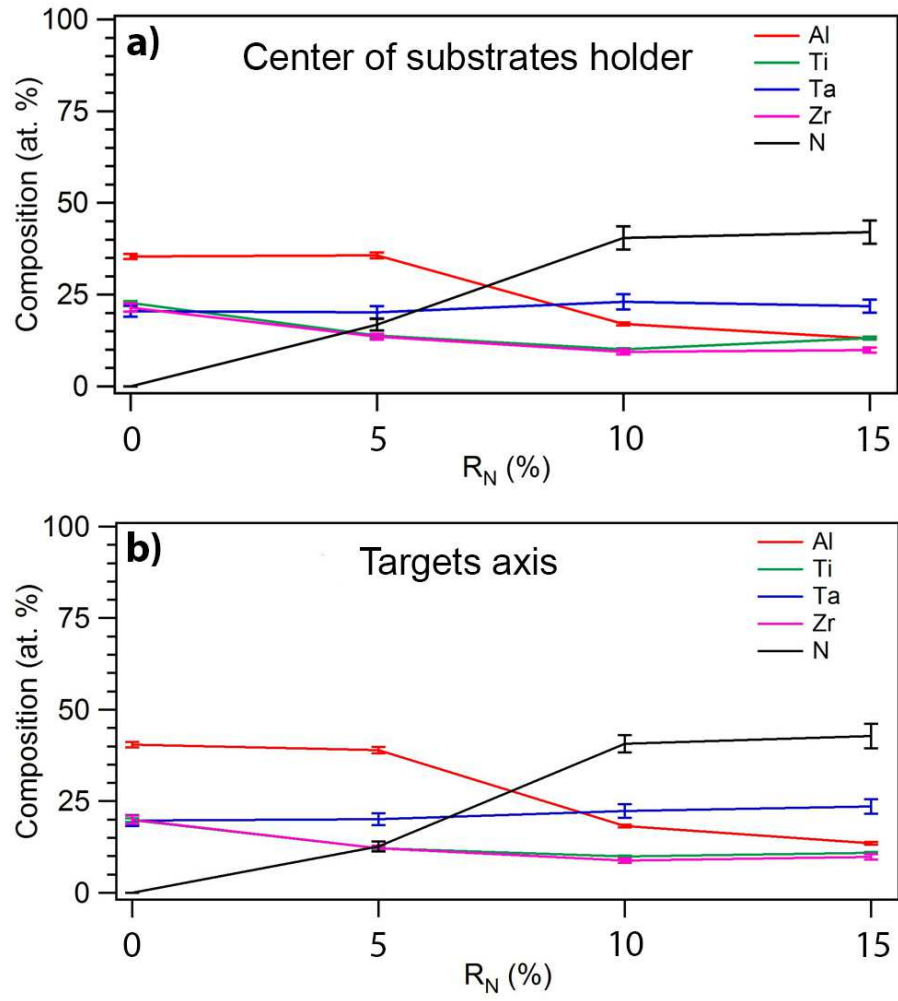 a)
Center of substrates holder
Al
Ti
Ta
Zr
N
100
75
50
25
0
Composition (at. %)
0 5 10 15
R_N (%)
b)
Targets axis
Al
Ti
Ta
Zr
N
100
75
50
25
0
Composition (at. %)
0 5 10 15
R_N (%)